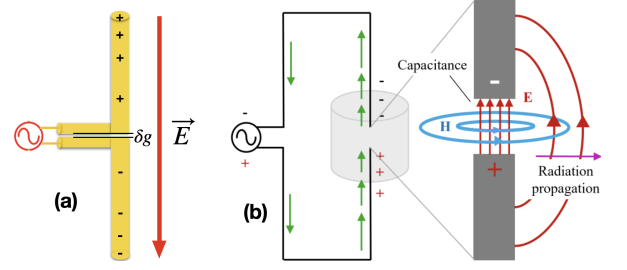 +
+
+
+
δg
E
-
-
-
-
(a)
-
+
-
-
-
+
+
+
(b)
Capacitance
-
E
H
+
Radiation
propagation